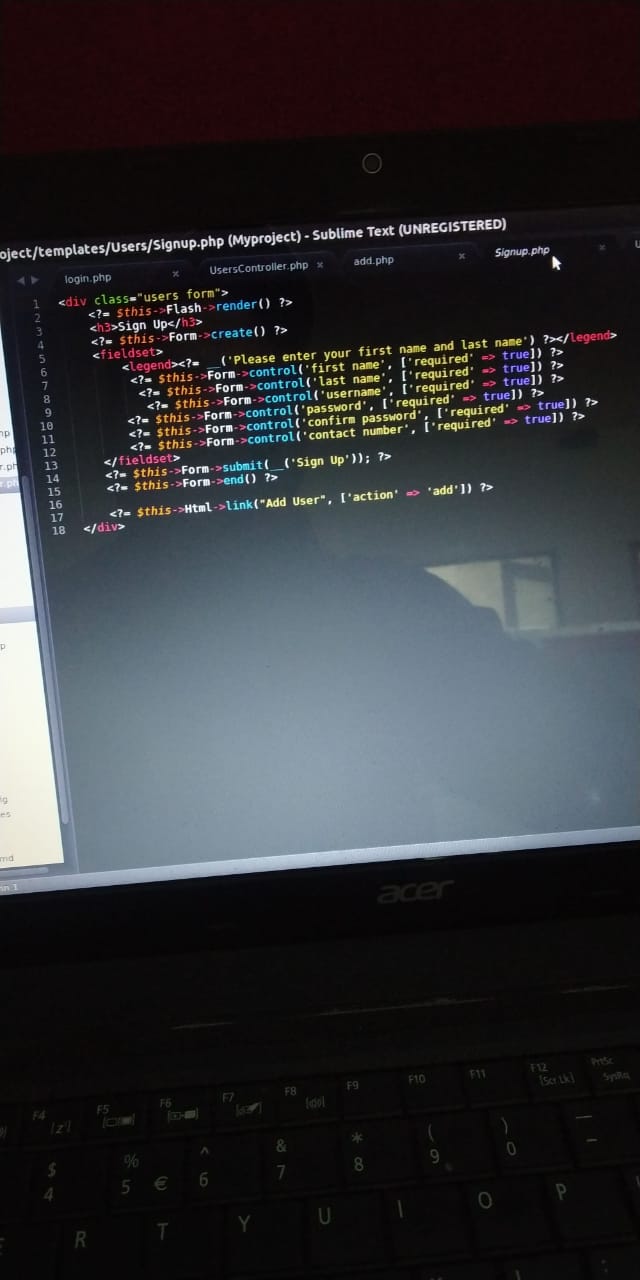 oject/templates/Users/Signup.php (Myproject) - Sublime Text (UNREGISTERED)
login.php × UsersController.php × add.php × Signup.php ×
1 <div class="users form">
2 <?= $this->Flash->render() ?>
3 <h3>Sign Up</h3>
4 <?= $this->Form->create() ?>
5 <fieldset>
6 <legend><?= __('Please enter your first name and last name') ?></legend>
7 <?= $this->Form->control('first name', ['required' => true]) ?>
8 <?= $this->Form->control('last name', ['required' => true]) ?>
9 <?= $this->Form->control('username', ['required' => true]) ?>
10 <?= $this->Form->control('password', ['required' => true]) ?>
11 <?= $this->Form->control('confirm password', ['required' => true]) ?>
12 <?= $this->Form->control('contact number', ['required' => true]) ?>
13 </fieldset>
14 <?= $this->Form->submit(__('Sign Up')); ?>
15 <?= $this->Form->end() ?>
16
17 <?= $this->Html->link("Add User", ['action' => 'add']) ?>
18 </div>
acer
F4 F5 F6 F7 F8 F9 F10 F11 F12 PrtSc
[Scr Lk] SysRq
$ % ^ & * ( ) _
4 5 € 6 7 8 9 0 -
R T Y U I O P